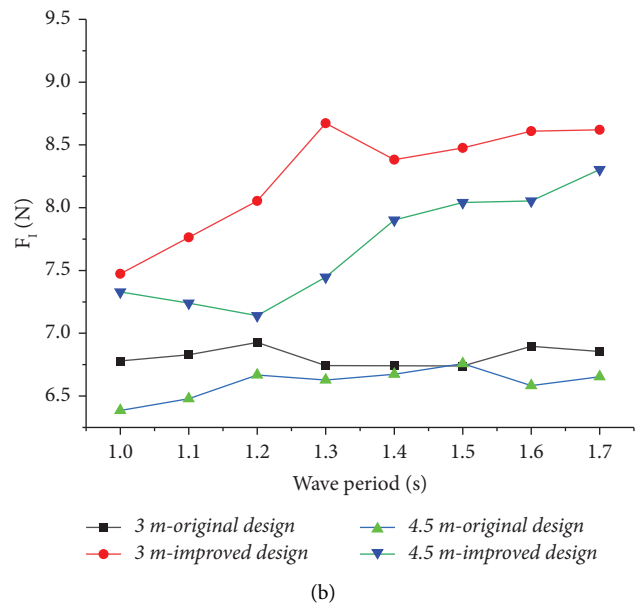 9.5
9.0
8.5
8.0
7.5
7.0
6.5
F_I (N)
1.0 1.1 1.2 1.3 1.4 1.5 1.6 1.7
Wave period (s)
3 m-original design 4.5 m-original design
3 m-improved design 4.5 m-improved design
(b)